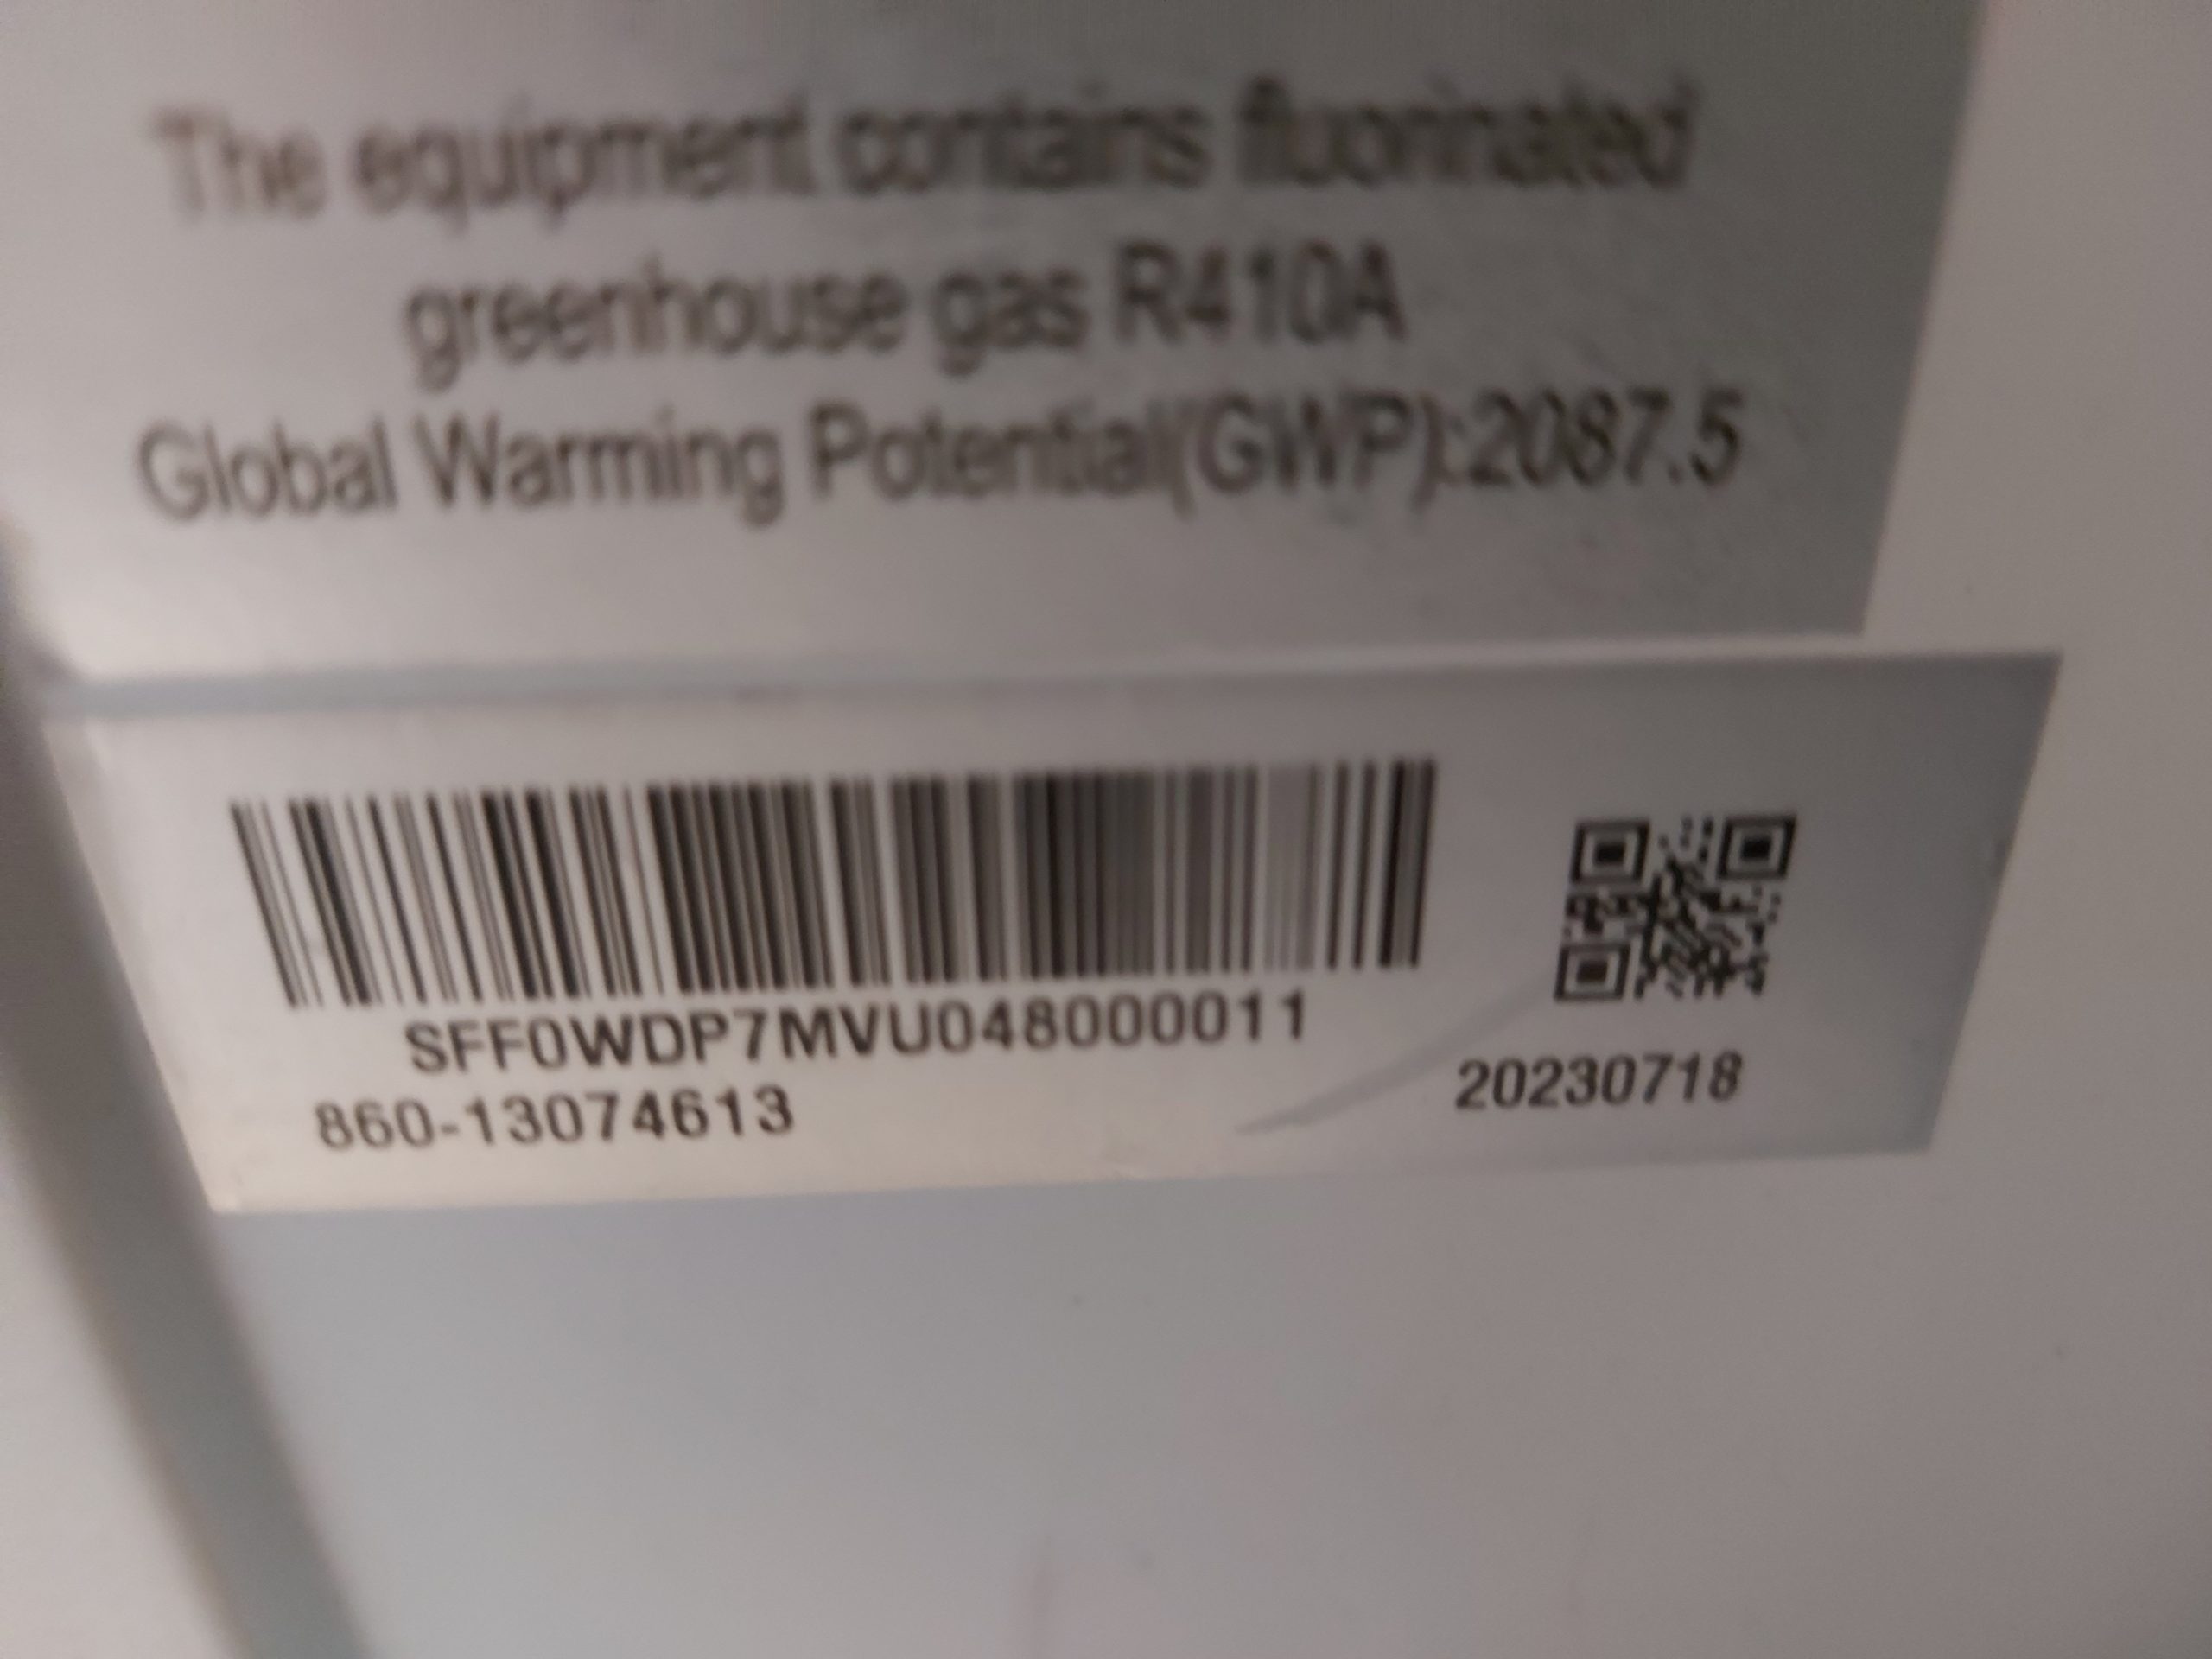 The equipment contains fluorinated
greenhouse gas R410A
Global Warming Potential(GWP):2087.5
SFF0WDP7MVU048000011
860-13074613
20230718